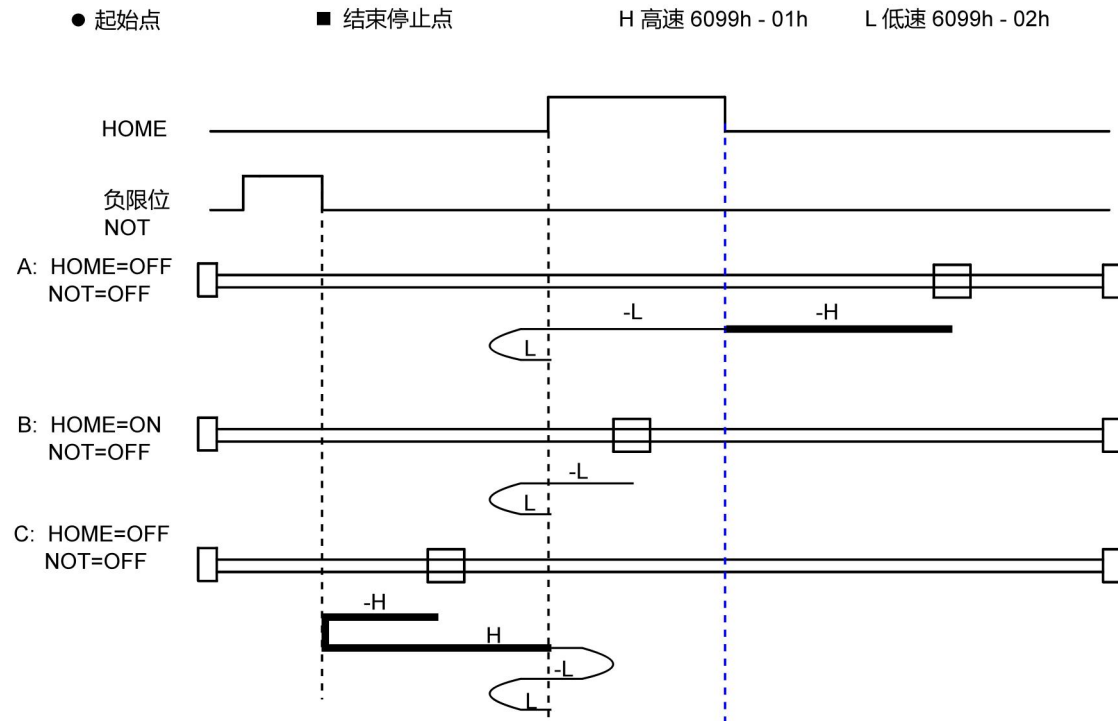 ● 起始点 ■ 结束停止点 H 高速 6099h - 01h L 低速 6099h - 02h
HOME
负限位
NOT
A: HOME=OFF
NOT=OFF
-L -H
L
B: HOME=ON
NOT=OFF
-L
L
C: HOME=OFF
NOT=OFF
-H
H
-L
L